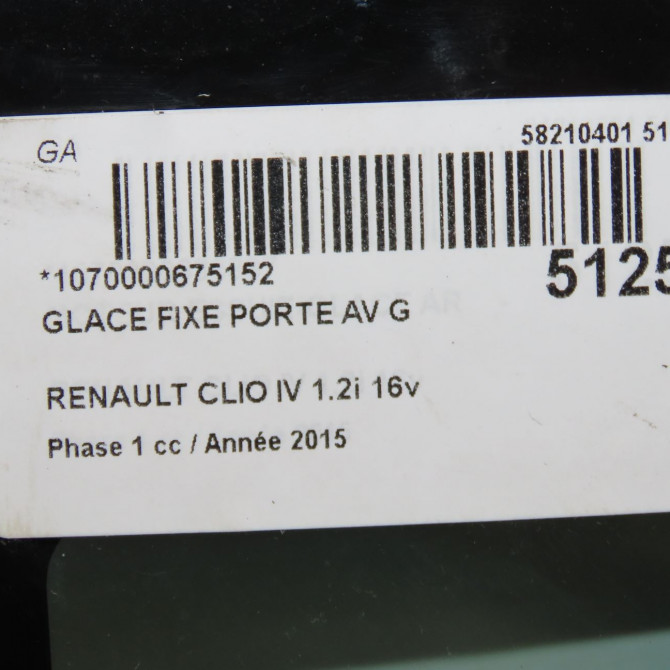 GA
58210401 51
*1070000675152
5125
GLACE FIXE PORTE AV G
RENAULT CLIO IV 1.2i 16v
Phase 1 cc / Année 2015